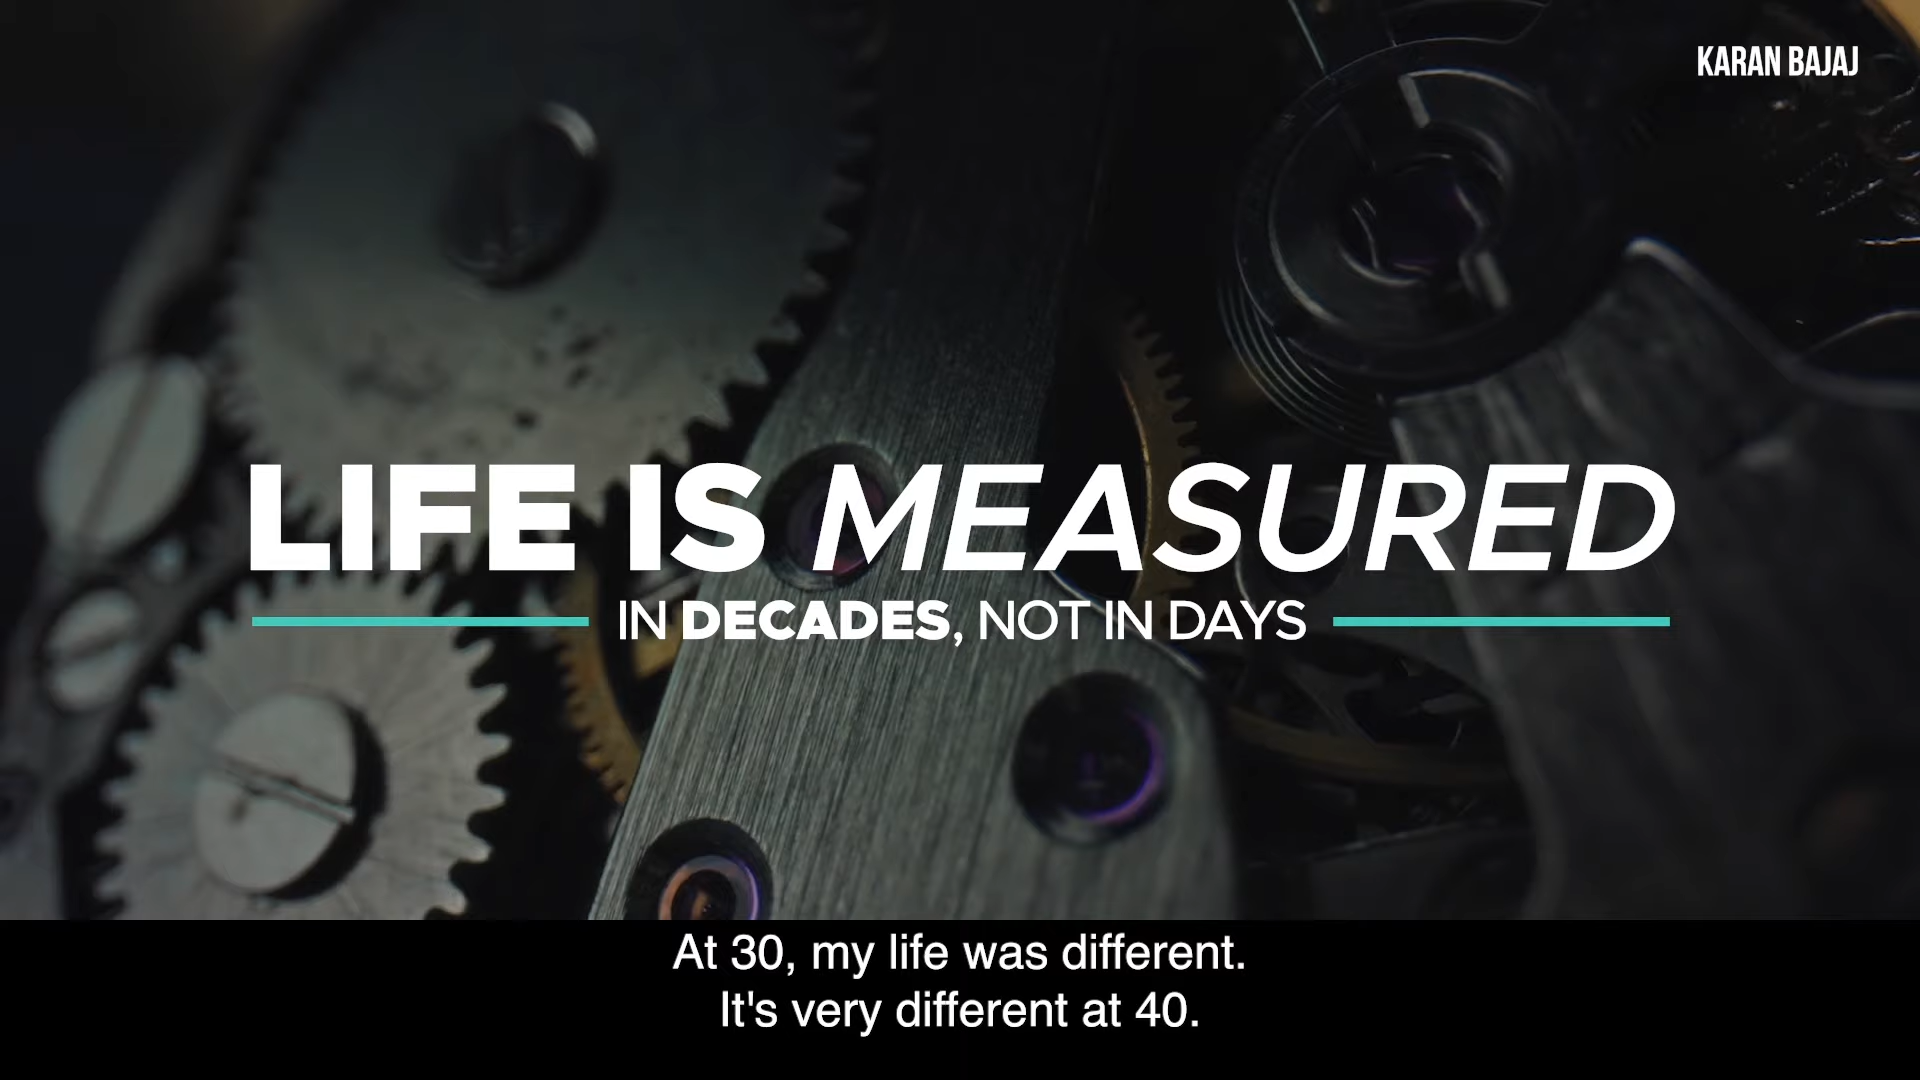 KARAN BAJAJ
LIFE IS MEASURED
IN DECADES, NOT IN DAYS
At 30, my life was different.
It's very different at 40.